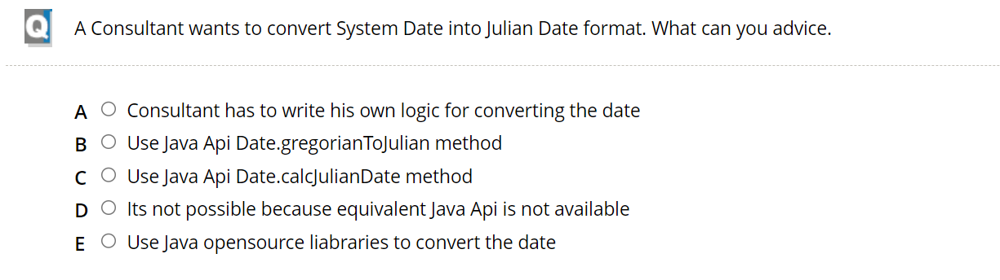 Q A Consultant wants to convert System Date into Julian Date format. What can you advice.
A Consultant has to write his own logic for converting the date
B Use Java Api Date.gregorianToJulian method
C Use Java Api Date.calcJulianDate method
D Its not possible because equivalent Java Api is not available
E Use Java opensource liabraries to convert the date